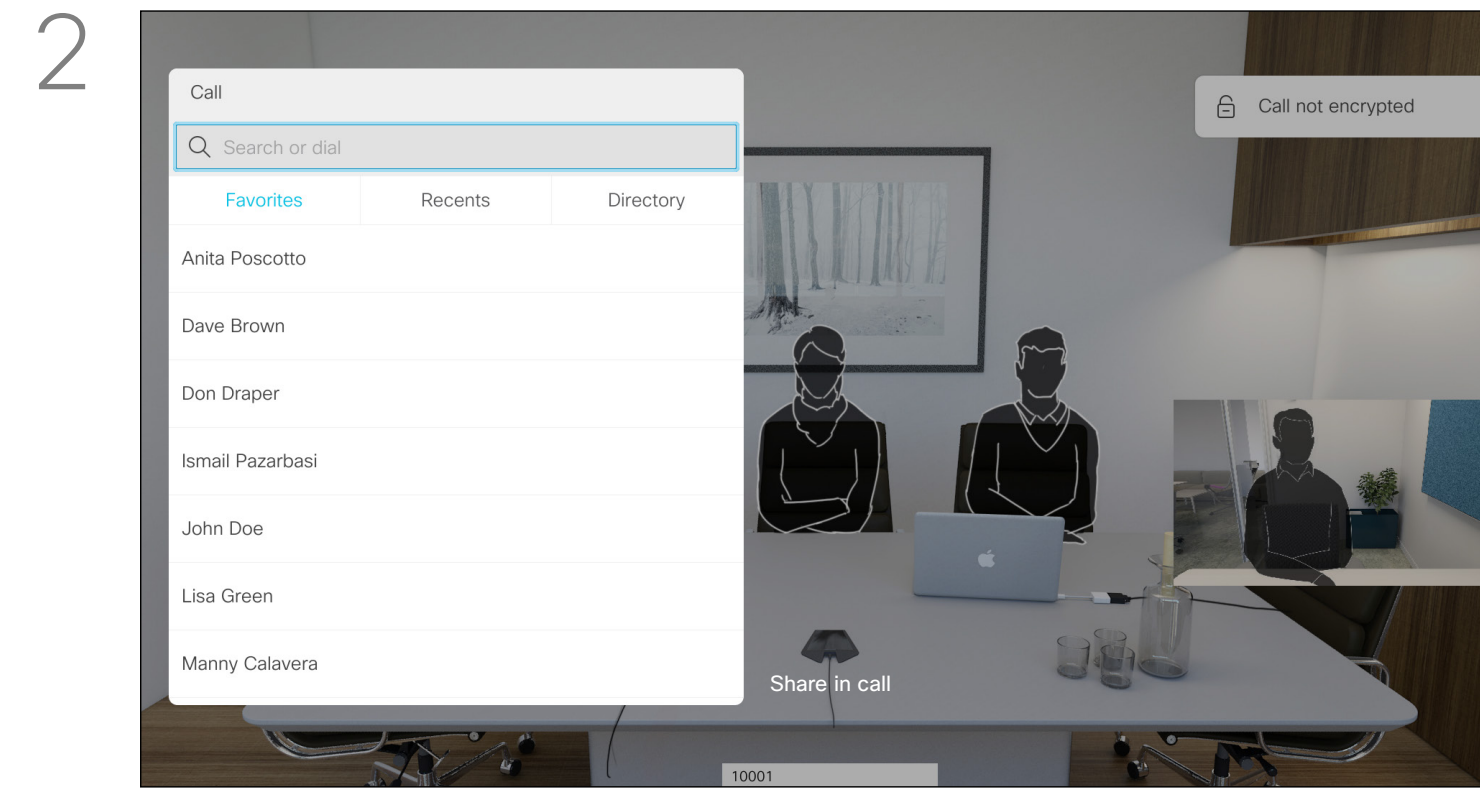 2
Call
Call not encrypted
Search or dial
Favorites Recents Directory
Anita Poscotto
Dave Brown
Don Draper
Ismail Pazarbasi
John Doe
Lisa Green
Manny Calavera
Share in call
10001